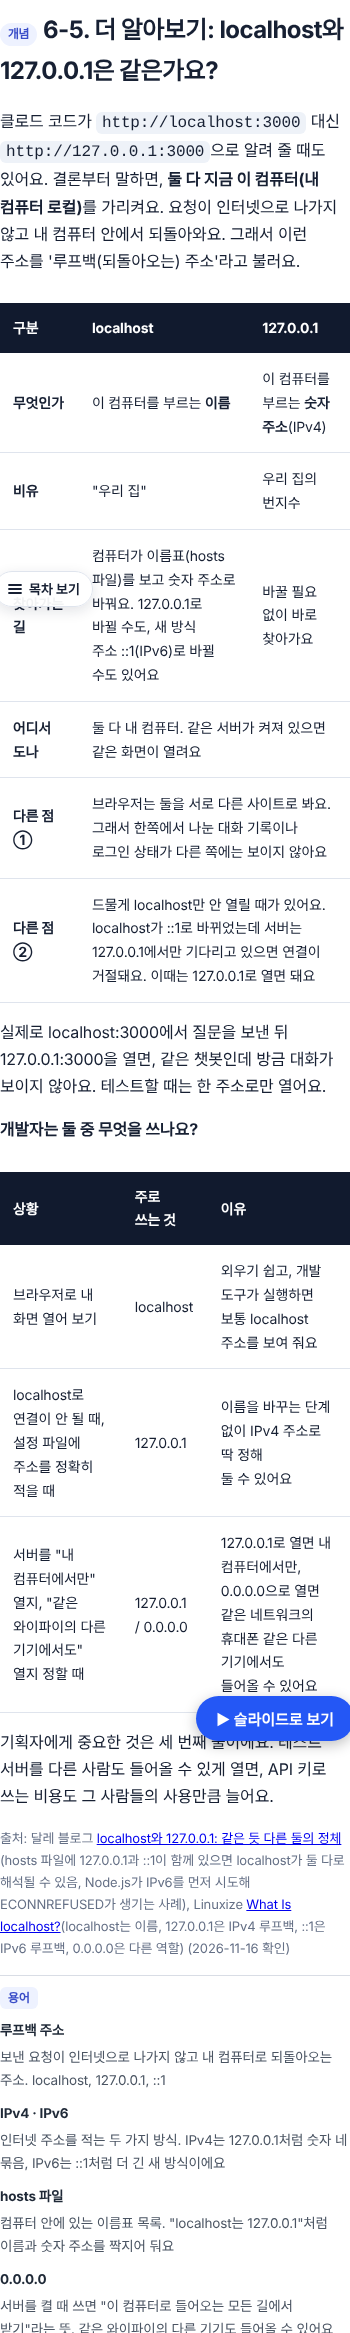 개념 6-5. 더 알아보기: localhost와
127.0.0.1은 같은가요?
클로드 코드가 http://localhost:3000 대신
http://127.0.0.1:3000 으로 알려 줄 때도
있어요. 결론부터 말하면, 둘 다 지금 이 컴퓨터(내
컴퓨터 로컬)를 가리켜요. 요청이 인터넷으로 나가지
않고 내 컴퓨터 안에서 되돌아와요. 그래서 이런
주소를 '루프백(되돌아오는) 주소'라고 불러요.
구분 localhost 127.0.0.1
무엇인가 이 컴퓨터를 부르는 이름 이 컴퓨터를
부르는 숫자
주소(IPv4)
비유 "우리 집" 우리 집의
번지수
목차 보기
길
컴퓨터가 이름표(hosts
파일)를 보고 숫자 주소로
바꿔요. 127.0.0.1로
바뀔 수도, 새 방식
주소 ::1(IPv6)로 바뀔
수도 있어요
바꿀 필요
없이 바로
찾아가요
어디서
도나
둘 다 내 컴퓨터. 같은 서버가 켜져 있으면
같은 화면이 열려요
다른 점
①
브라우저는 둘을 서로 다른 사이트로 봐요.
그래서 한쪽에서 나눈 대화 기록이나
로그인 상태가 다른 쪽에는 보이지 않아요
다른 점
②
드물게 localhost만 안 열릴 때가 있어요.
localhost가 ::1로 바뀌었는데 서버는
127.0.0.1에서만 기다리고 있으면 연결이
거절돼요. 이때는 127.0.0.1로 열면 돼요
실제로 localhost:3000에서 질문을 보낸 뒤
127.0.0.1:3000을 열면, 같은 챗봇인데 방금 대화가
보이지 않아요. 테스트할 때는 한 주소로만 열어요.
개발자는 둘 중 무엇을 쓰나요?
상황 주로
쓰는 것 이유
브라우저로 내
화면 열어 보기
localhost
외우기 쉽고, 개발
도구가 실행하면
보통 localhost
주소를 보여 줘요
localhost로
연결이 안 될 때,
설정 파일에
주소를 정확히
적을 때
127.0.0.1
이름을 바꾸는 단계
없이 IPv4 주소로
딱 정해
둘 수 있어요
서버를 "내
컴퓨터에서만"
열지, "같은
와이파이의 다른
기기에서도"
열지 정할 때
127.0.0.1
/ 0.0.0.0
127.0.0.1로 열면 내
컴퓨터에서만,
0.0.0.0으로 열면
같은 네트워크의
휴대폰 같은 다른
기기에서도
들어올 수 있어요
▶ 슬라이드로 보기
기획자에게 중요한 것은 세 번째 줄이에요. 테스트
서버를 다른 사람도 들어올 수 있게 열면, API 키로
쓰는 비용도 그 사람들의 사용만큼 늘어요.
출처: 달레 블로그 localhost와 127.0.0.1: 같은 듯 다른 둘의 정체
(hosts 파일에 127.0.0.1과 ::1이 함께 있으면 localhost가 둘 다로
해석될 수 있음, Node.js가 IPv6를 먼저 시도해
ECONNREFUSED가 생기는 사례), Linuxize What Is
localhost?(localhost는 이름, 127.0.0.1은 IPv4 루프백, ::1은
IPv6 루프백, 0.0.0.0은 다른 역할) (2026-11-16 확인)
용어
루프백 주소
보낸 요청이 인터넷으로 나가지 않고 내 컴퓨터로 되돌아오는
주소. localhost, 127.0.0.1, ::1
IPv4 · IPv6
인터넷 주소를 적는 두 가지 방식. IPv4는 127.0.0.1처럼 숫자 네
묶음, IPv6는 ::1처럼 더 긴 새 방식이에요
hosts 파일
컴퓨터 안에 있는 이름표 목록. "localhost는 127.0.0.1"처럼
이름과 숫자 주소를 짝지어 둬요
0.0.0.0
서버를 켤 때 쓰면 "이 컴퓨터로 들어오는 모든 길에서
받기"라는 뜻. 같은 와이파이의 다른 기기도 들어올 수 있어요